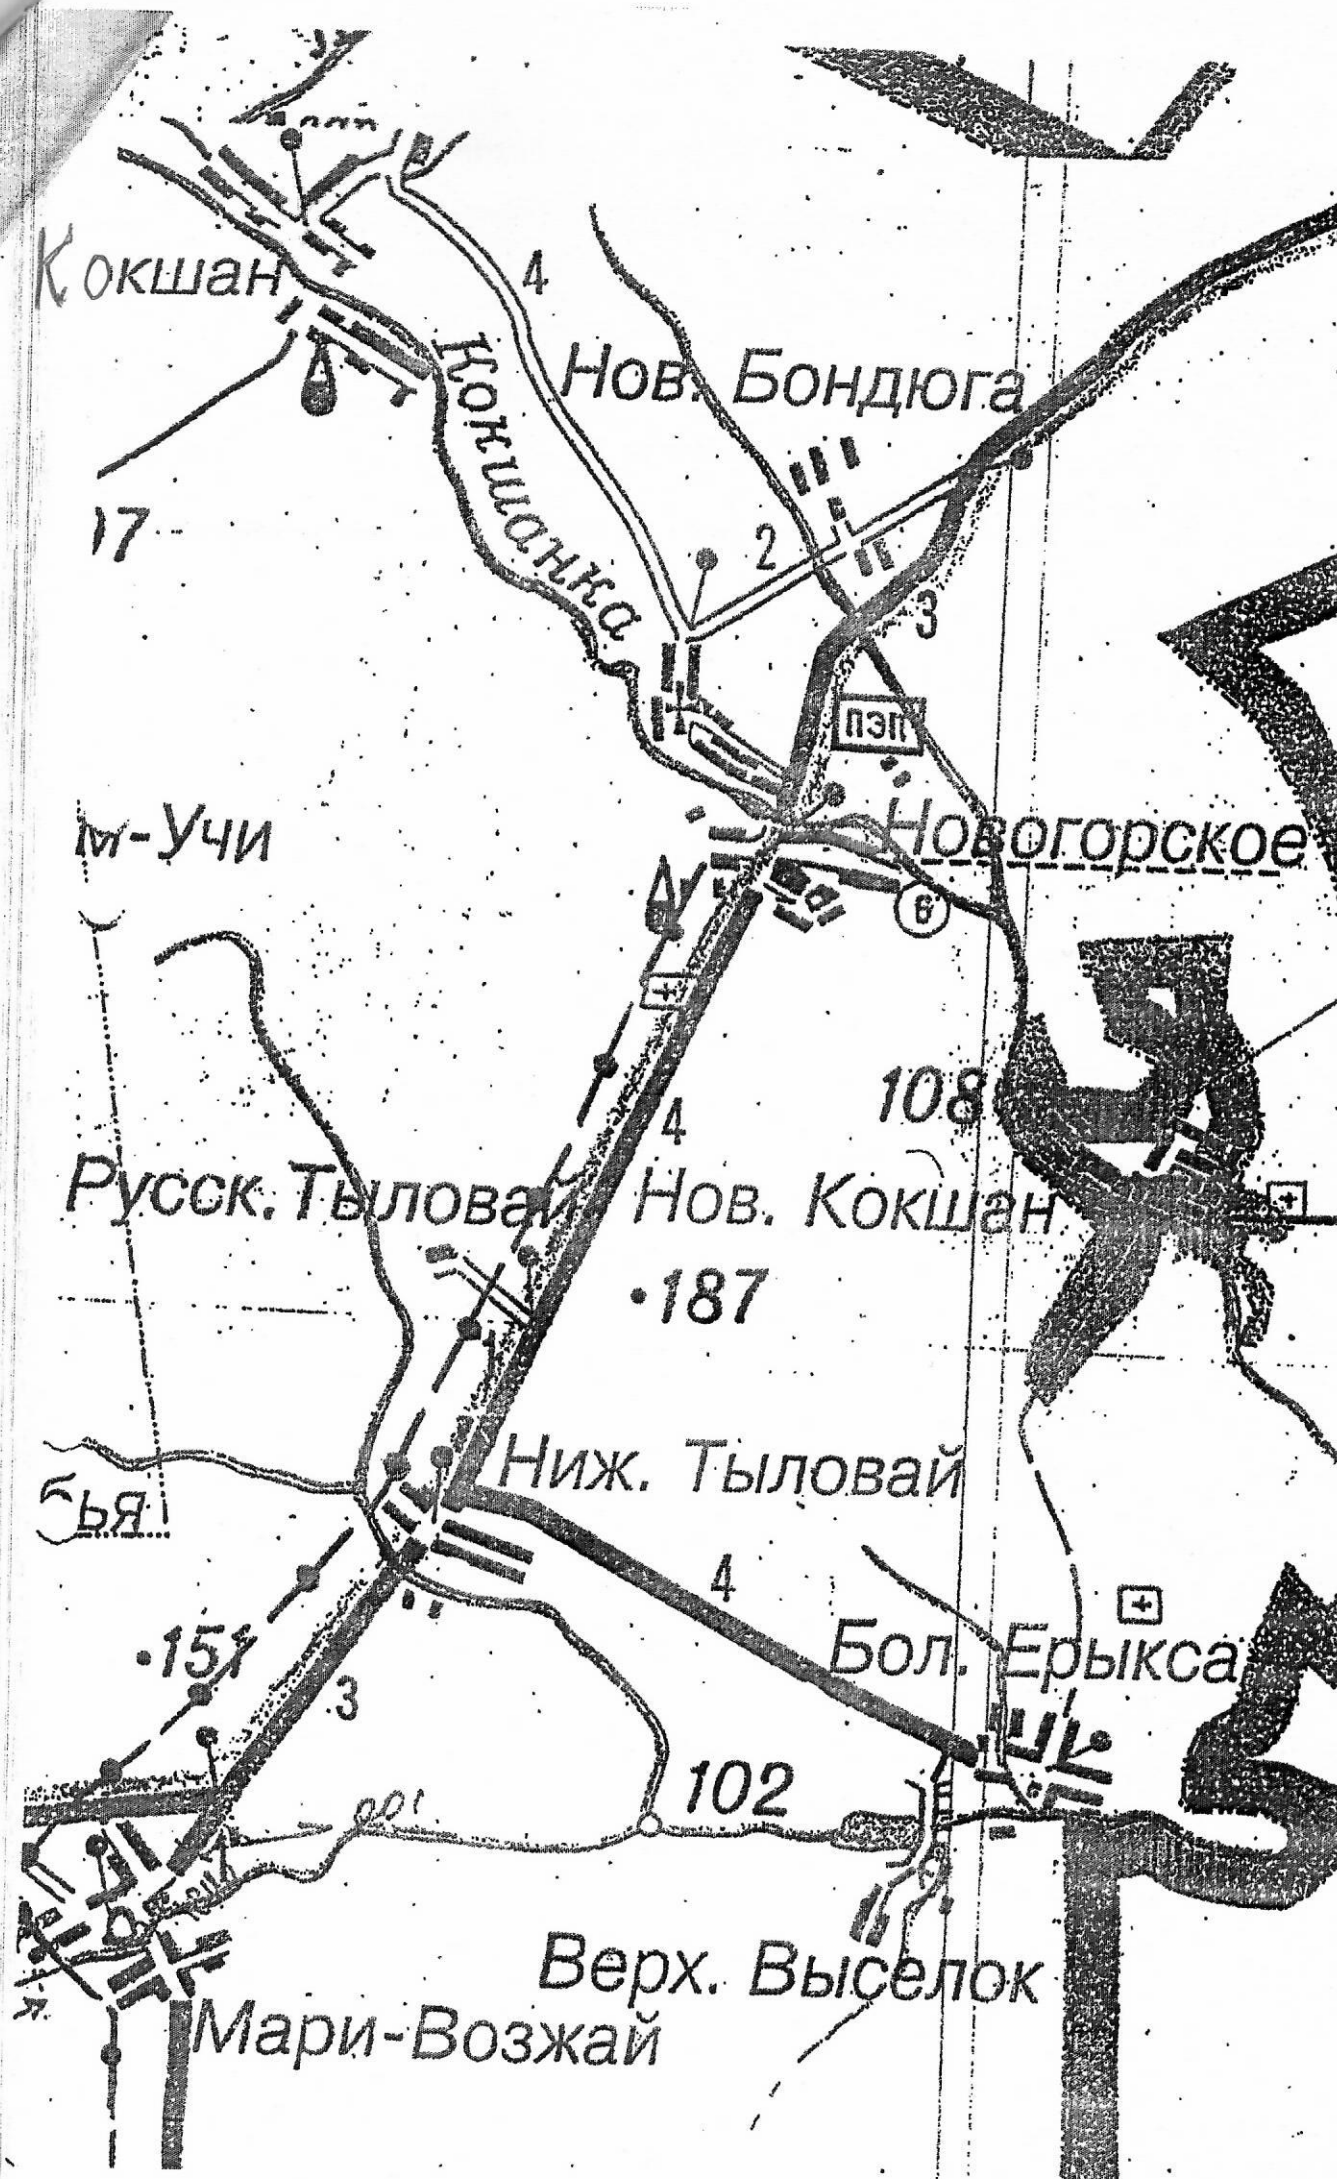 Кокшан
4
Кокшанка
Нов. Бондюга
17
2
3
ПЭП
м-Учи
Новогорское
6
108
4
Русск. Тыловай
Нов. Кокшан
187
Ниж. Тыловай
бья
4
151
Бол. Ерыкса
3
102
Верх. Выселок
Мари-Возжай